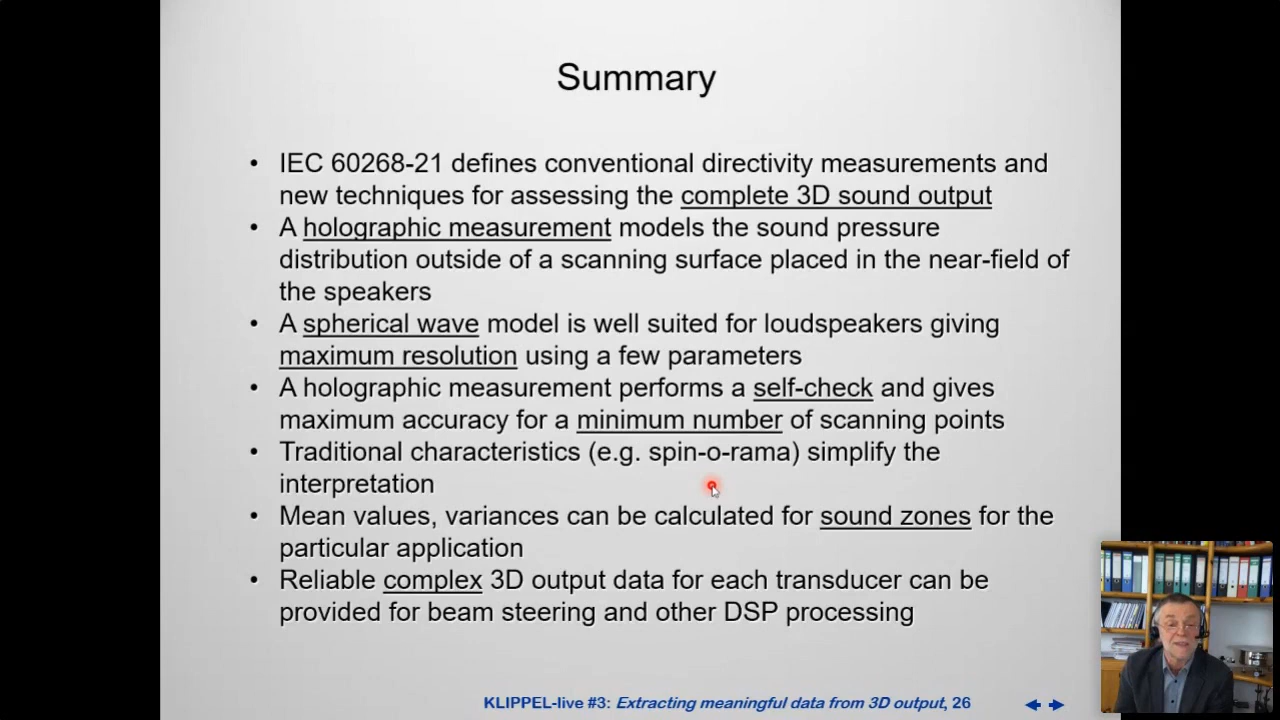 Summary
• IEC 60268-21 defines conventional directivity measurements and
new techniques for assessing the complete 3D sound output
• A holographic measurement models the sound pressure
distribution outside of a scanning surface placed in the near-field of
the speakers
• A spherical wave model is well suited for loudspeakers giving
maximum resolution using a few parameters
• A holographic measurement performs a self-check and gives
maximum accuracy for a minimum number of scanning points
• Traditional characteristics (e.g. spin-o-rama) simplify the
interpretation
• Mean values, variances can be calculated for sound zones for the
particular application
• Reliable complex 3D output data for each transducer can be
provided for beam steering and other DSP processing
KLIPPEL-live #3: Extracting meaningful data from 3D output, 26